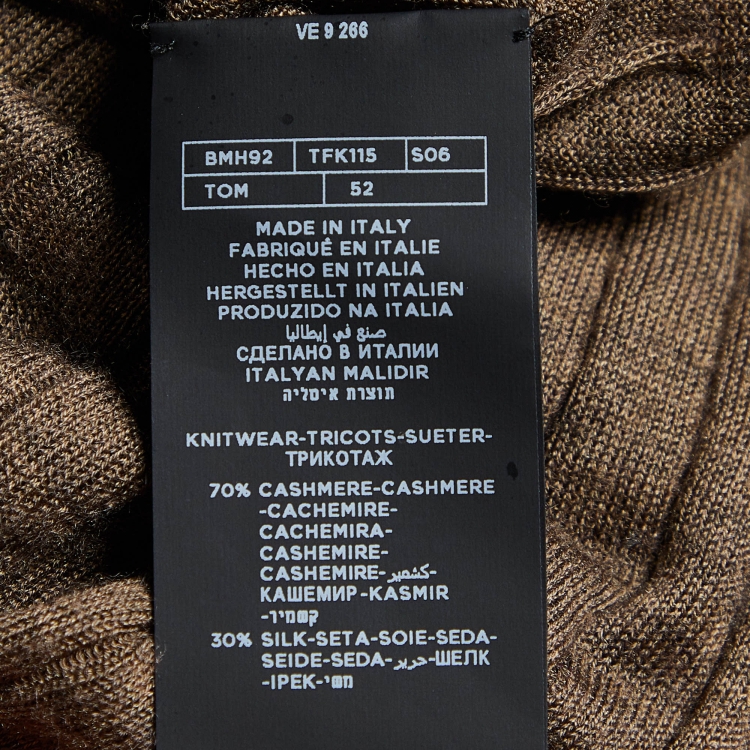 VE 9 266
BMH92 TFK115 S06
TOM 52
MADE IN ITALY
FABRIQUÊ EN ITALIE
HECHO EN ITALIA
HERGESTELLT IN ITALIEN
PRODUZIDO NA ITALIA
صنع في إيطاليا
СДЕЛАНО В ИТАЛИИ
ITALYAN MALIDIR
תוצרת איטליה
KNITWEAR-TRICOTS-SUETER-
ТРИКОТАЖ
70% CASHMERE-CASHMERE
-CACHEMIRE-
CACHEMIRA-
CASHEMIRE-
CASHEMIRE-كشمير-
КАШЕМИР-KASMIR
-קשמיר
30% SILK-SETA-SOIE-SEDA-
SEIDE-SEDA-حرير-ШЕЛК
-IPEK-משי